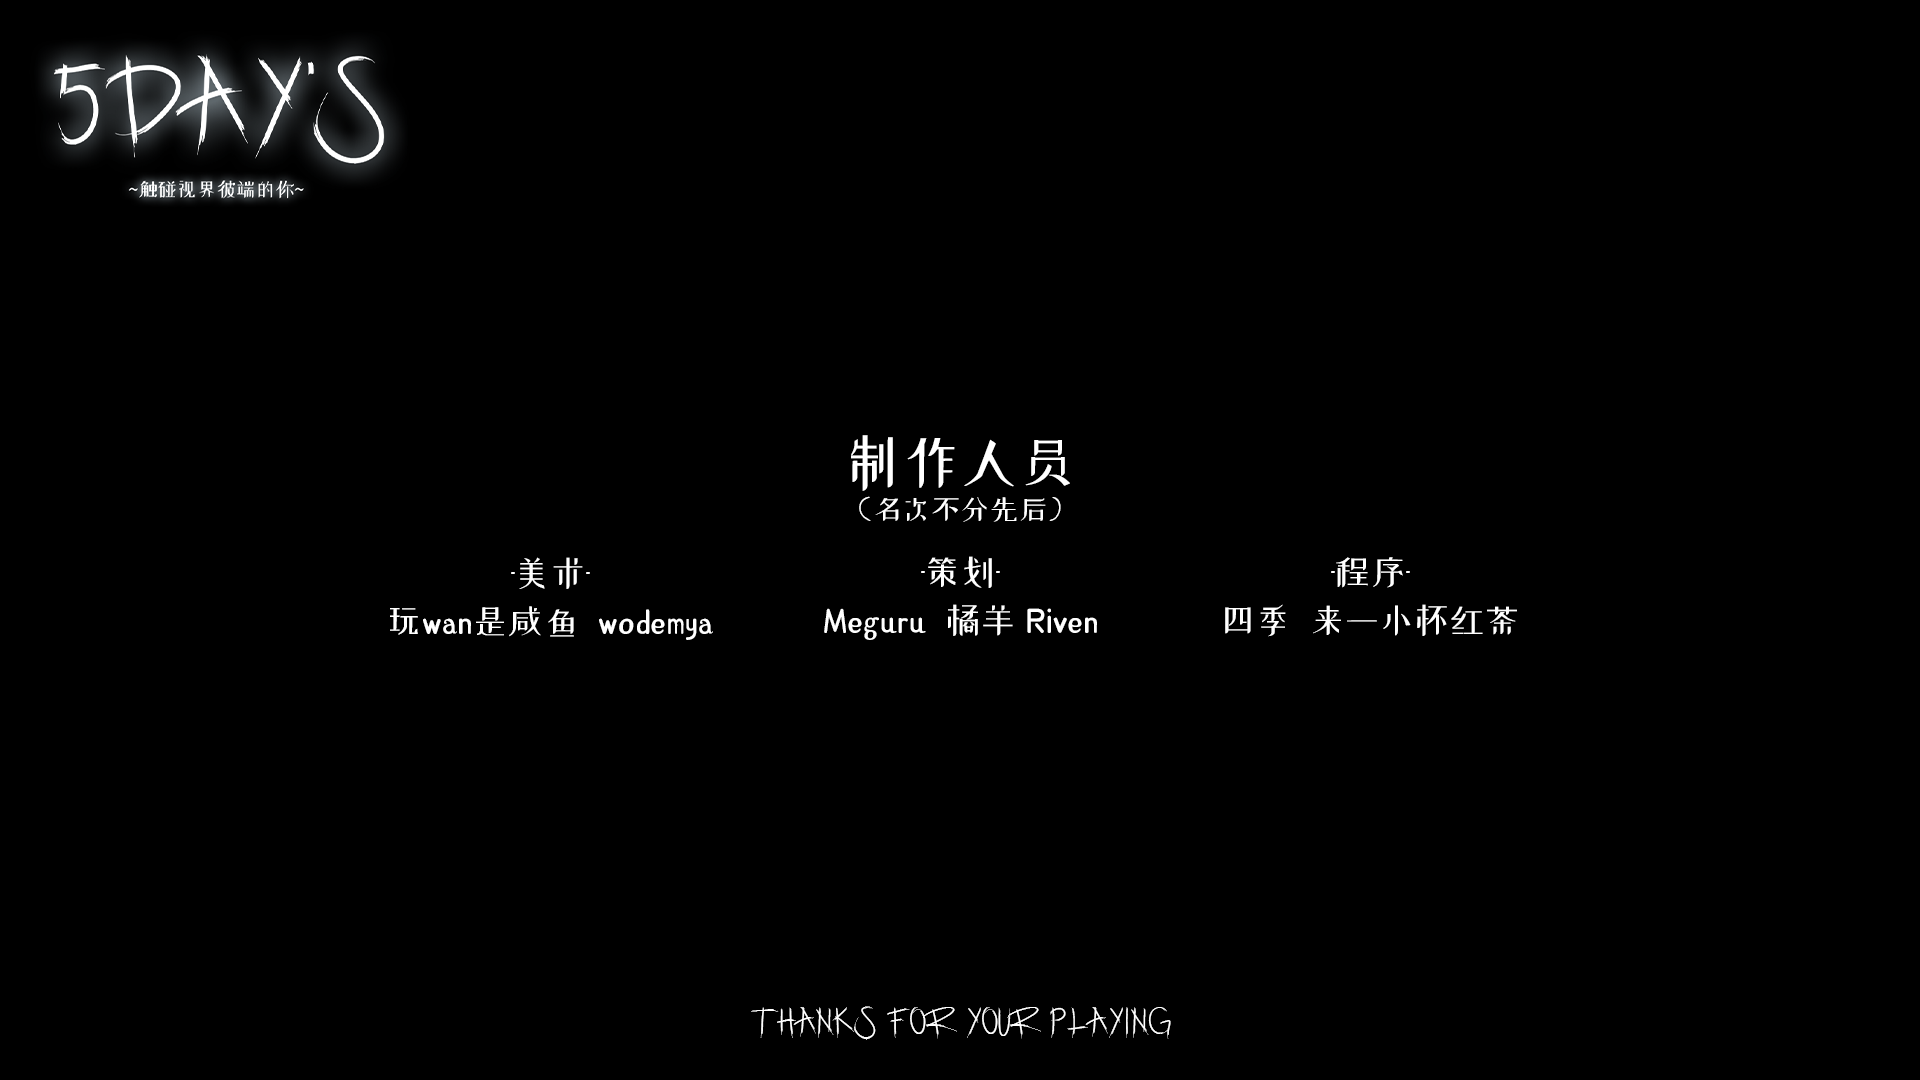 5DAY'S
~触碰视界彼端的你~
制作人员
（名次不分先后）
·美术· ·策划· ·程序·
玩wan是咸鱼 wodemya Meguru 橘羊 Riven 四季 来一小杯红茶
THANKS FOR YOUR PLAYING